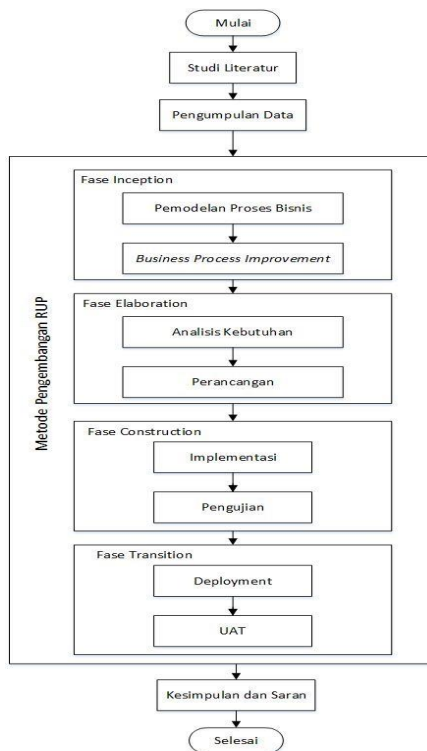 Mulai
Studi Literatur
Pengumpulan Data
Metode Pengembangan RUP
Fase Inception
Pemodelan Proses Bisnis
Business Process Improvement
Fase Elaboration
Analisis Kebutuhan
Perancangan
Fase Construction
Implementasi
Pengujian
Fase Transition
Deployment
UAT
Kesimpulan dan Saran
Selesai